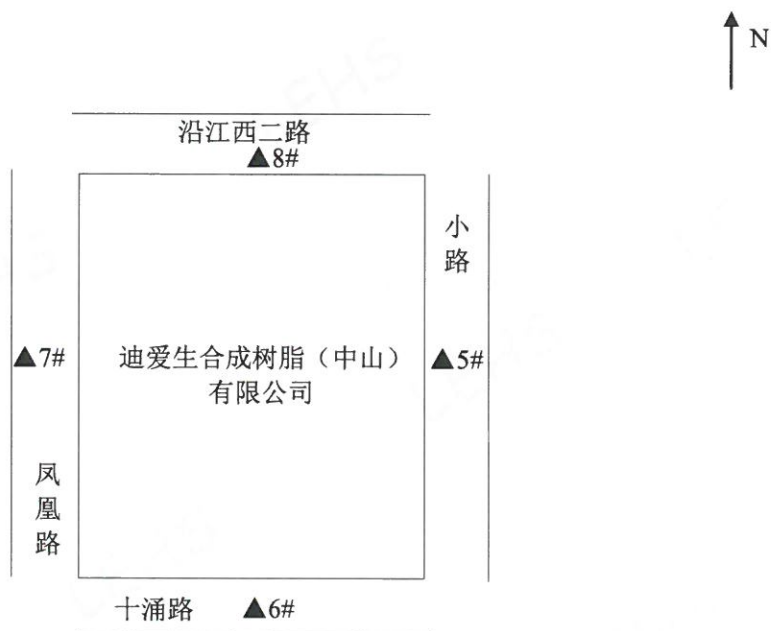 N
沿江西二路
▲8#
小
路
▲7#
迪爱生合成树脂（中山）
有限公司
▲5#
凤
凰
路
十涌路 ▲6#